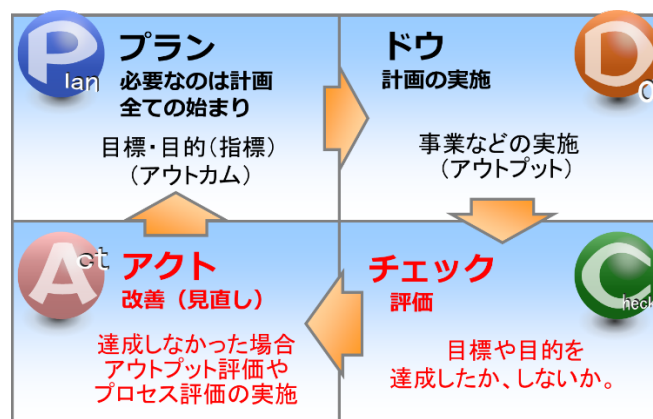 Plan
プラン
必要なのは計画
全ての始まり
目標・目的(指標)
(アウトカム)
Do
ドウ
計画の実施
事業などの実施
(アウトプット)
Act
アクト
改善(見直し)
達成しなかった場合
アウトプット評価や
プロセス評価の実施
Check
チェック
評価
目標や目的を
達成したか、しないか。